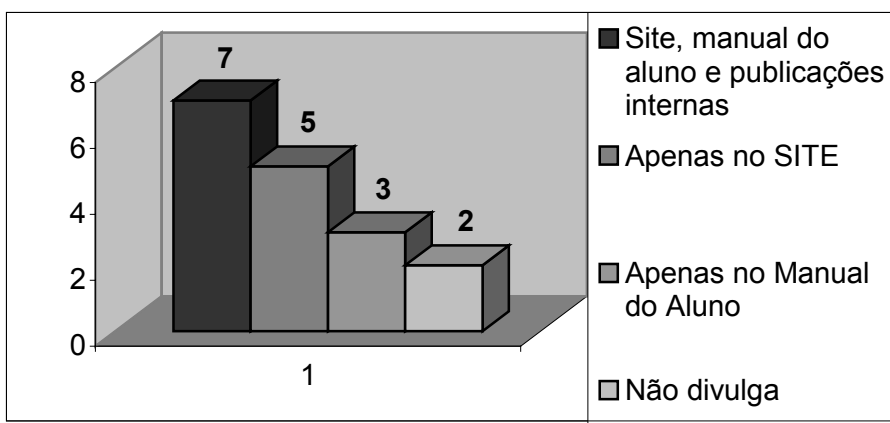 7
5
3
2
8
6
4
2
0
1
Site, manual do
aluno e publicações
internas
Apenas no SITE
Apenas no Manual
do Aluno
Não divulga